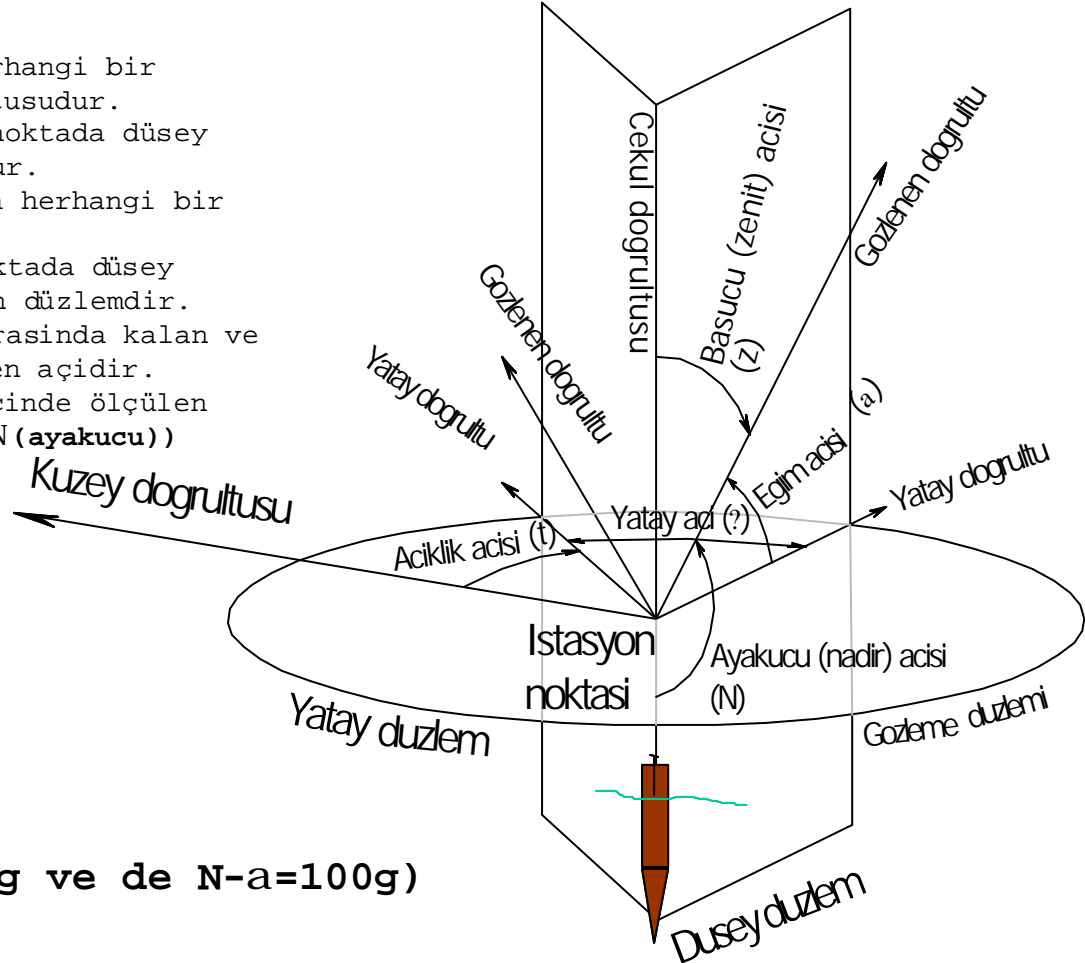 rhangi bir
usudur.
noktada düsey
ur.
n herhangi bir
ktada düsey
n düzlemdir.
rasinda kalan ve
en açidir.
çinde ölçülen
N(ayakucu))
Cekul dogrultusu
Basucu (zenit) acisi
(z)
Gozlenen dogrultu
Gozlenen dogrultu
Yatay dogrultu
Egim acisi (a)
Yatay dogrultu
Kuzey dogrultusu
Yatay aci (?)
Aciklik acisi (t)
Istasyon
noktasi
Ayakucu (nadir) acisi
(N)
Yatay duzlem
Gozleme duzlemi
g ve de N-a=100g)
Dusey duzlem